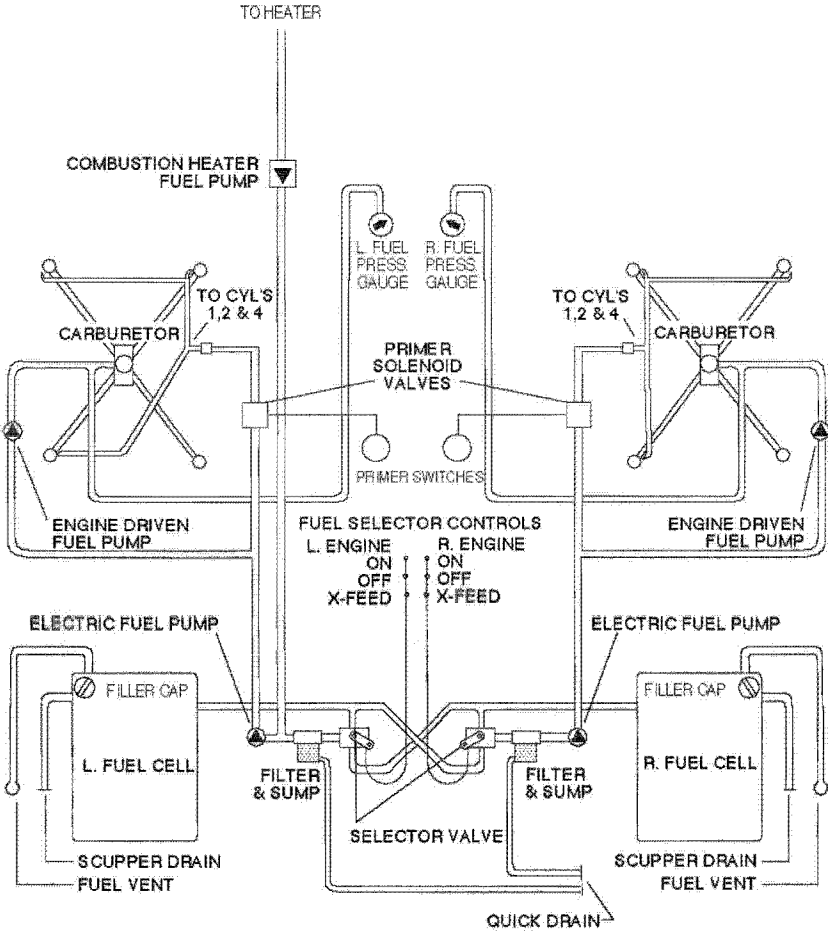 TO HEATER
COMBUSTION HEATER
FUEL PUMP
L. FUEL
PRESS.
GAUGE
R. FUEL
PRESS.
GAUGE
TO CYL'S
1,2 & 4
TO CYL'S
1,2 & 4
CARBURETOR
CARBURETOR
PRIMER
SOLENOID
VALVES
PRIMER SWITCHES
ENGINE DRIVEN
FUEL PUMP
ENGINE DRIVEN
FUEL PUMP
FUEL SELECTOR CONTROLS
L. ENGINE
ON
OFF
X-FEED
R. ENGINE
ON
OFF
X-FEED
ELECTRIC FUEL PUMP
ELECTRIC FUEL PUMP
FILLER CAP
FILLER CAP
L. FUEL CELL
R. FUEL CELL
FILTER
& SUMP
FILTER
& SUMP
SELECTOR VALVE
SCUPPER DRAIN
FUEL VENT
SCUPPER DRAIN
FUEL VENT
QUICK DRAIN